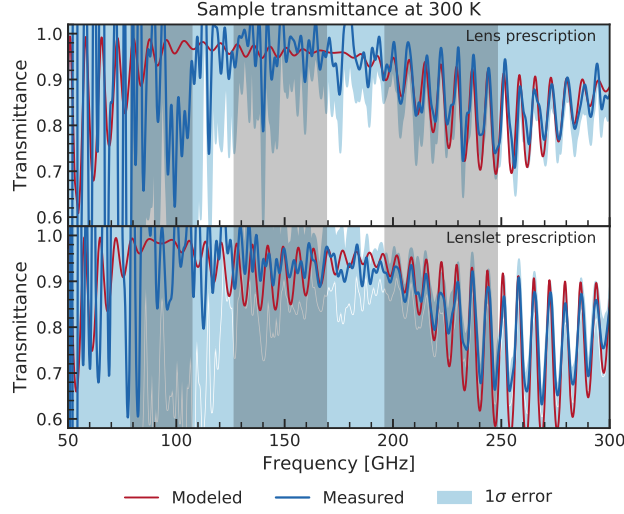 Sample transmittance at 300 K
Transmittance
1.0
0.9
0.8
0.7
0.6
Lens prescription
Transmittance
1.0
0.9
0.8
0.7
0.6
Lenslet prescription
50 100 150 200 250 300
Frequency [GHz]
Modeled Measured 1σ error